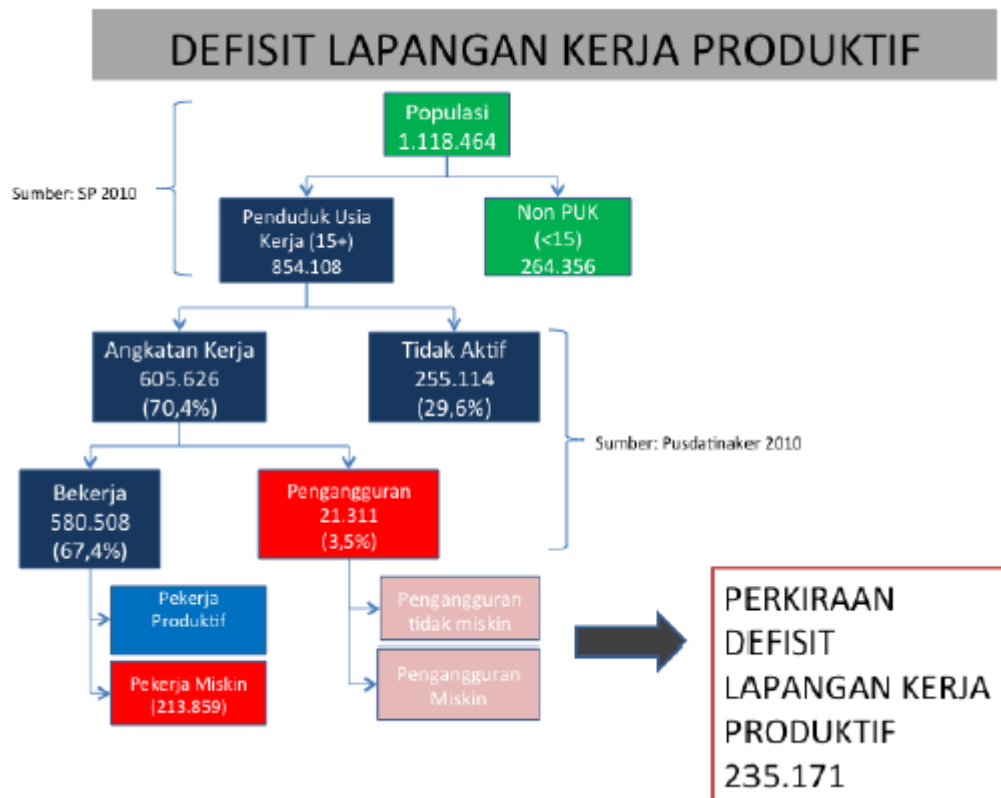 DEFISIT LAPANGAN KERJA PRODUKTIF
Populasi
1.118.464
Sumber: SP 2010
Penduduk Usia
Kerja (15+)
854.108
Non PUK
(<15)
264.356
Angkatan Kerja
605.626
(70,4%)
Tidak Aktif
255.114
(29,6%)
Sumber: Pusdatinaker 2010
Bekerja
580.508
(67,4%)
Pengangguran
21.311
(3,5%)
Pekerja
Produktif
Pengangguran
tidak miskin
Pekerja Miskin
(213.859)
Pengangguran
Miskin
PERKIRAAN
DEFISIT
LAPANGAN KERJA
PRODUKTIF
235.171